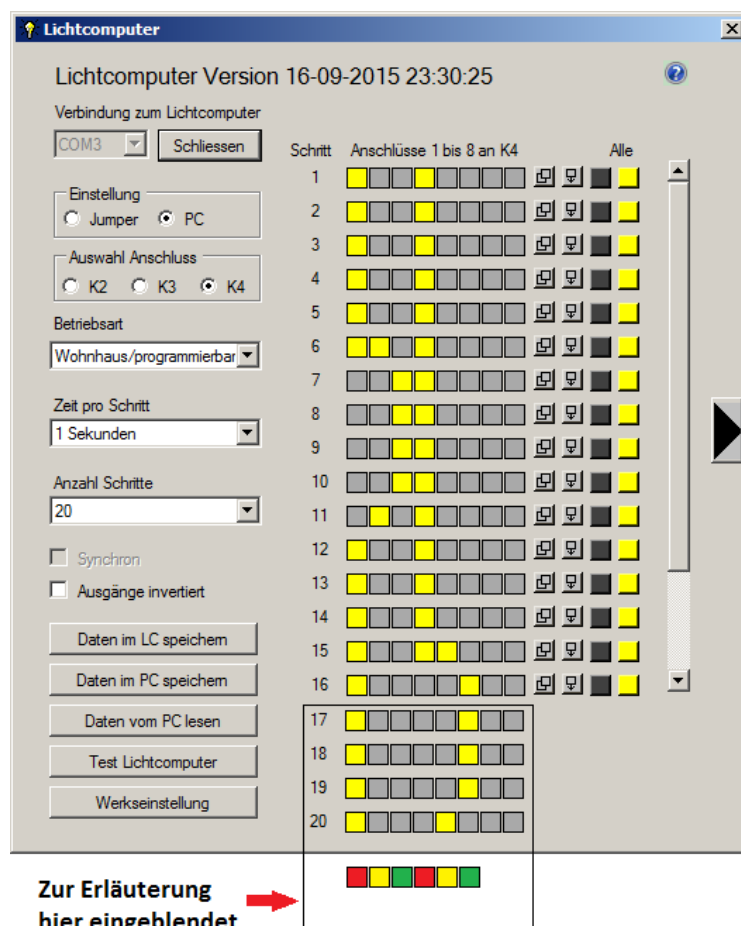 Lichtcomputer
Lichtcomputer Version 16-09-2015 23:30:25
Verbindung zum Lichtcomputer
COM3
Schliessen
Schritt Anschlüsse 1 bis 8 an K4 Alle
Einstellung
Jumper PC
Auswahl Anschluss
K2 K3 K4
Betriebsart
Wohnhaus/programmierbar
Zeit pro Schritt
1 Sekunden
Anzahl Schritte
20
Synchron
Ausgänge invertiert
Daten im LC speichern
Daten im PC speichern
Daten vom PC lesen
Test Lichtcomputer
Werkseinstellung
1
2
3
4
5
6
7
8
9
10
11
12
13
14
15
16
17
18
19
20
Zur Erläuterung
hier eingeblendet